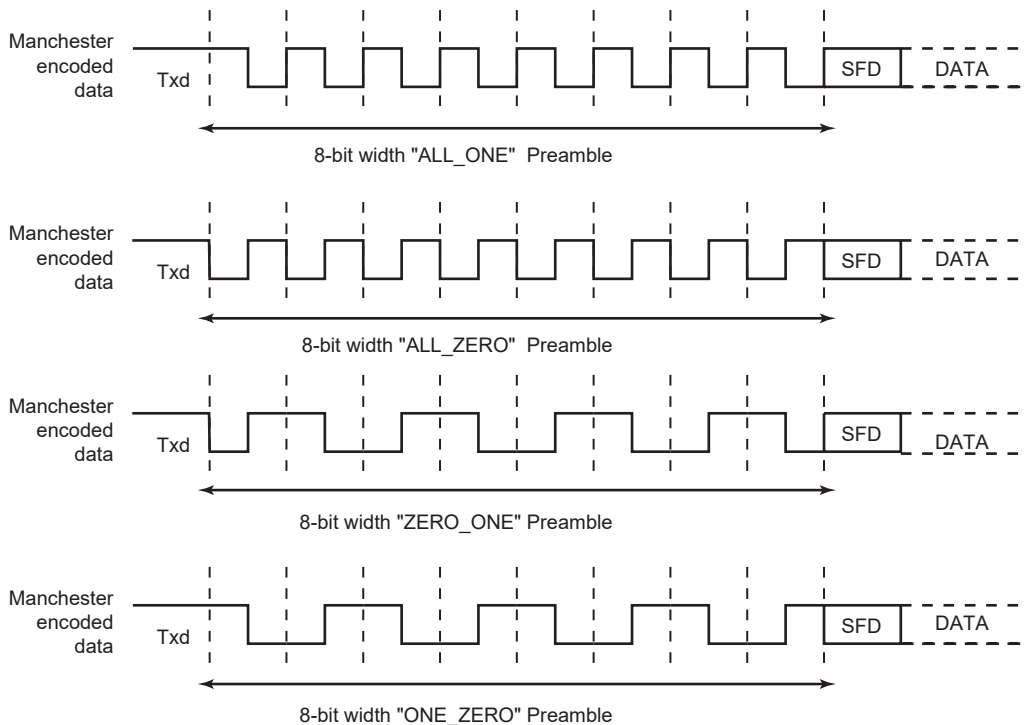 Manchester
encoded
data
Txd
SFD
DATA
8-bit width "ALL_ONE" Preamble
Manchester
encoded
data
Txd
SFD
DATA
8-bit width "ALL_ZERO" Preamble
Manchester
encoded
data
Txd
SFD
DATA
8-bit width "ZERO_ONE" Preamble
Manchester
encoded
data
Txd
SFD
DATA
8-bit width "ONE_ZERO" Preamble